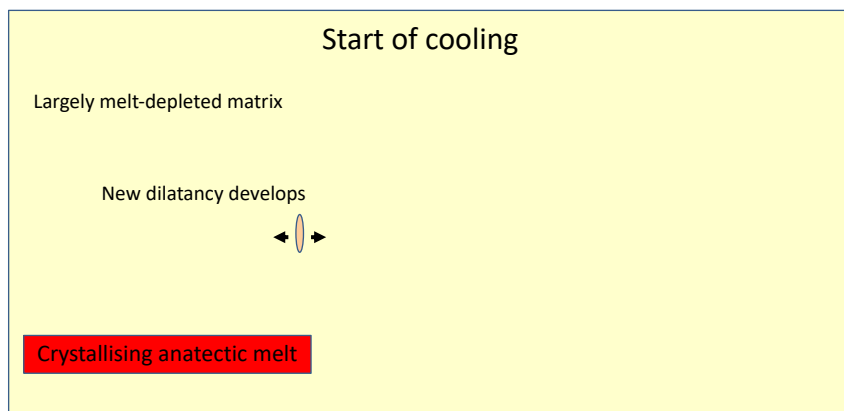 Start of cooling
Largely melt-depleted matrix
New dilatancy develops
Crystallising anatectic melt